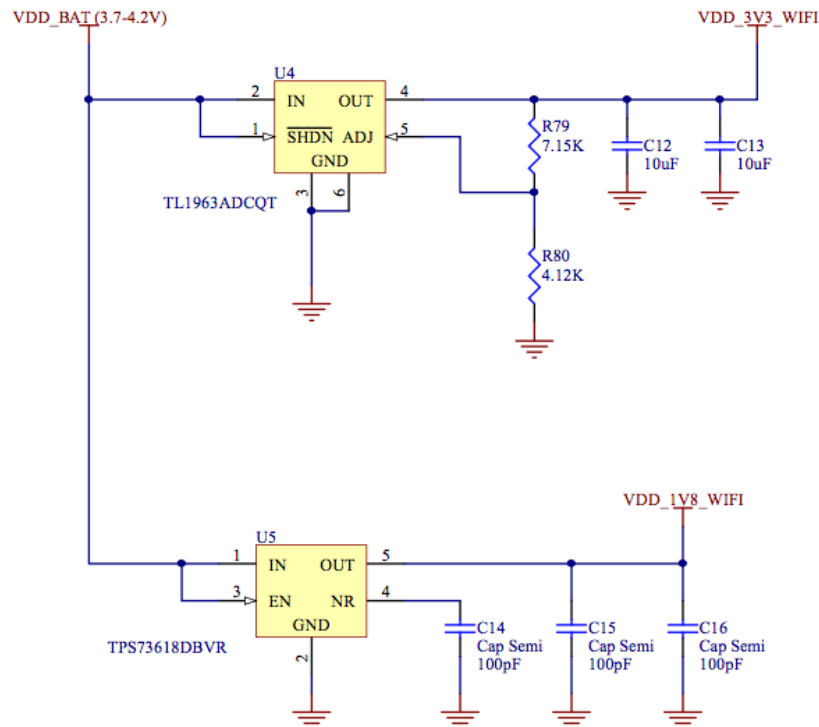 VDD_BAT (3.7-4.2V)
VDD_3V3_WIFI
U4
2
IN
OUT
4
1
SHDN
ADJ
5
GND
3
6
TL1963ADCQT
R79
7.15K
C12
10uF
C13
10uF
R80
4.12K
VDD_1V8_WIFI
U5
1
IN
OUT
5
3
EN
NR
4
GND
2
TPS73618DBVR
C14
Cap Semi
100pF
C15
Cap Semi
100pF
C16
Cap Semi
100pF